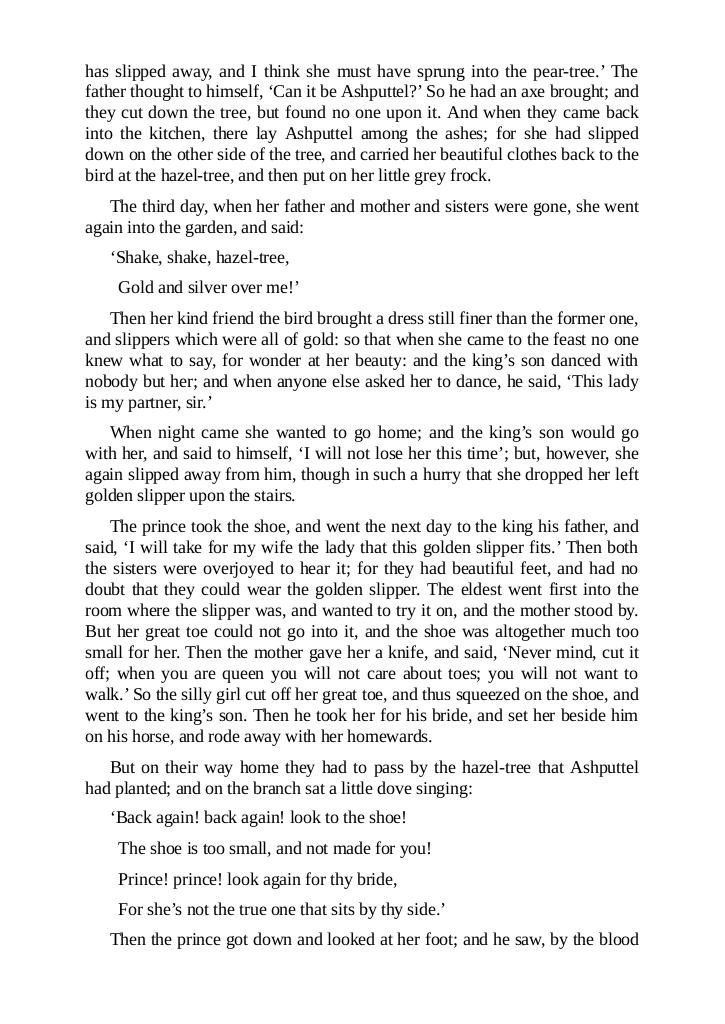 has slipped away, and I think she must have sprung into the pear-tree.’ The
father thought to himself, ‘Can it be Ashputtel?’ So he had an axe brought; and
they cut down the tree, but found no one upon it. And when they came back
into the kitchen, there lay Ashputtel among the ashes; for she had slipped
down on the other side of the tree, and carried her beautiful clothes back to the
bird at the hazel-tree, and then put on her little grey frock.
The third day, when her father and mother and sisters were gone, she went
again into the garden, and said:
‘Shake, shake, hazel-tree,
Gold and silver over me!’
Then her kind friend the bird brought a dress still finer than the former one,
and slippers which were all of gold: so that when she came to the feast no one
knew what to say, for wonder at her beauty: and the king’s son danced with
nobody but her; and when anyone else asked her to dance, he said, ‘This lady
is my partner, sir.’
When night came she wanted to go home; and the king’s son would go
with her, and said to himself, ‘I will not lose her this time’; but, however, she
again slipped away from him, though in such a hurry that she dropped her left
golden slipper upon the stairs.
The prince took the shoe, and went the next day to the king his father, and
said, ‘I will take for my wife the lady that this golden slipper fits.’ Then both
the sisters were overjoyed to hear it; for they had beautiful feet, and had no
doubt that they could wear the golden slipper. The eldest went first into the
room where the slipper was, and wanted to try it on, and the mother stood by.
But her great toe could not go into it, and the shoe was altogether much too
small for her. Then the mother gave her a knife, and said, ‘Never mind, cut it
off; when you are queen you will not care about toes; you will not want to
walk.’ So the silly girl cut off her great toe, and thus squeezed on the shoe, and
went to the king’s son. Then he took her for his bride, and set her beside him
on his horse, and rode away with her homewards.
But on their way home they had to pass by the hazel-tree that Ashputtel
had planted; and on the branch sat a little dove singing:
‘Back again! back again! look to the shoe!
The shoe is too small, and not made for you!
Prince! prince! look again for thy bride,
For she’s not the true one that sits by thy side.’
Then the prince got down and looked at her foot; and he saw, by the blood